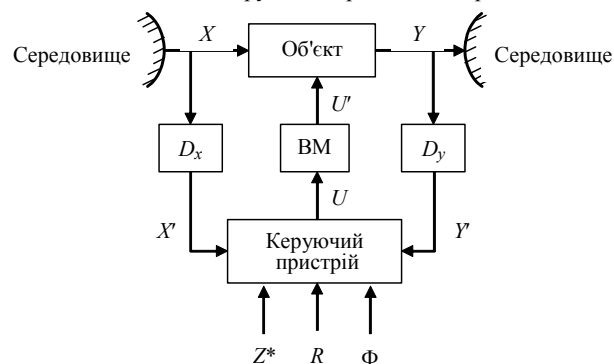 X
Об'єкт
Y
Середовище
Середовище
U'
Dx
ВМ
Dy
U
X'
Керуючий
пристрій
Y'
Z*
R
Ф